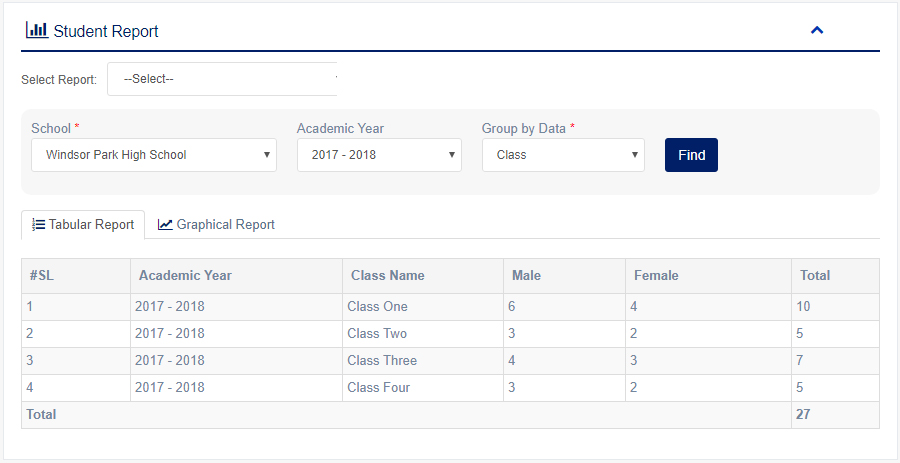 Student Report
Select Report: --Select--
School * Academic Year Group by Data *
Windsor Park High School 2017 - 2018 Class Find
Tabular Report Graphical Report
#SL Academic Year Class Name Male Female Total
1 2017 - 2018 Class One 6 4 10
2 2017 - 2018 Class Two 3 2 5
3 2017 - 2018 Class Three 4 3 7
4 2017 - 2018 Class Four 3 2 5
Total 27